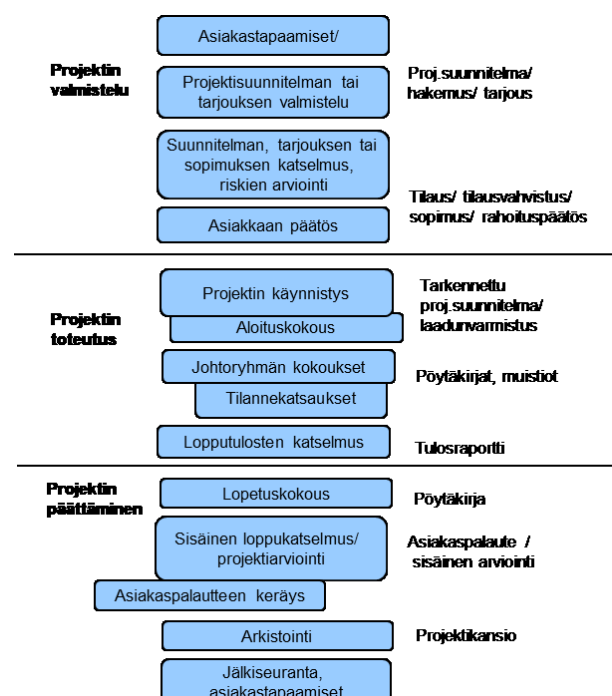 Asiakastapaamiset/
Projektin
valmistelu
Projektisuunnitelman tai
tarjouksen valmistelu
Proj.suunnitelma/
hakemus/ tarjous
Suunnitelman, tarjouksen tai
sopimuksen katselmus,
riskien arviointi
Tilaus/ tilausvahvistus/
sopimus/ rahoituspäätös
Asiakkaan päätös
Projektin
toteutus
Projektin käynnistys
Aloituskokous
Tarkennettu
proj.suunnitelma/
laadunvarmistus
Johtoryhmän kokoukset
Tilannekatsaukset
Pöytäkirjat, muistiot
Lopputulosten katselmus
Tulosraportti
Projektin
päättäminen
Lopetuskokous
Pöytäkirja
Sisäinen loppukatselmus/
projektiarviointi
Asiakaspalaute /
sisäinen arviointi
Asiakaspalautteen keräys
Arkistointi
Projektikansio
Jälkiseuranta,
asiakastapaamiset